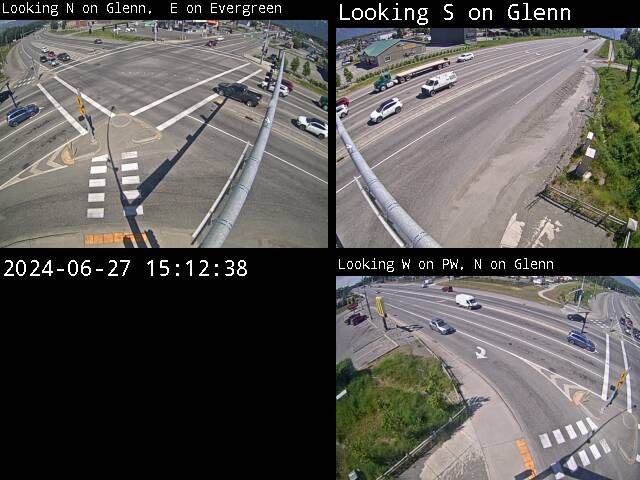 Looking N on Glenn, E on Evergreen
Looking S on Glenn
2024-06-27 15:12:38
Looking W on PW, N on Glenn